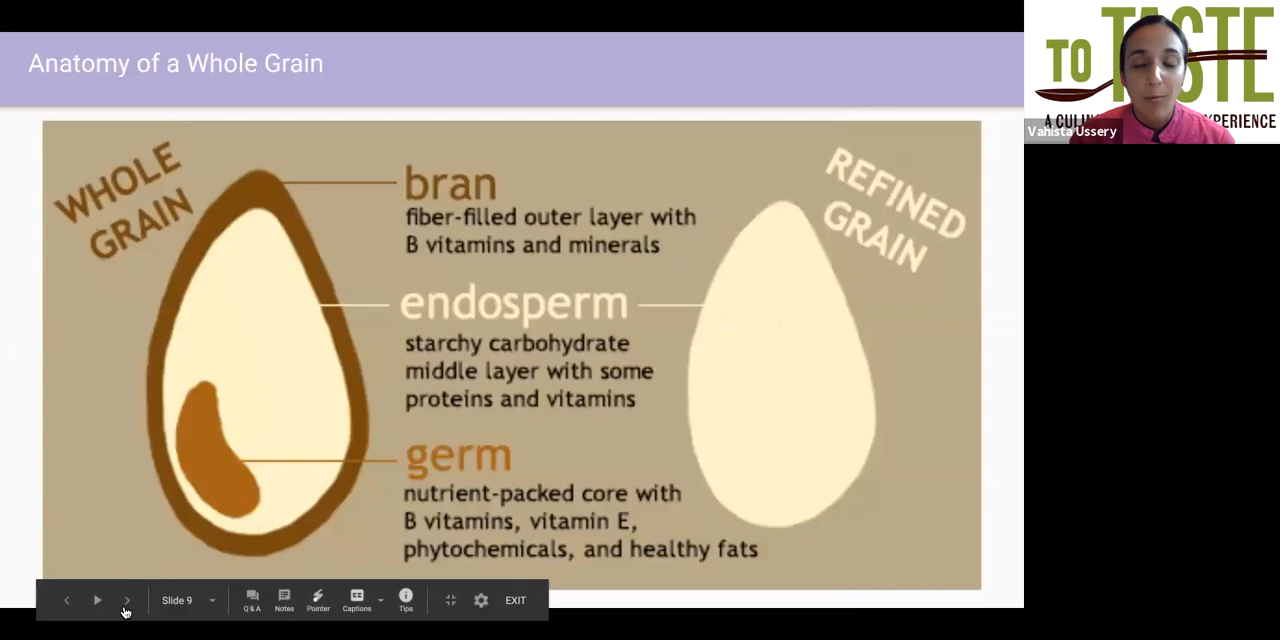 Anatomy of a Whole Grain
WHOLE
GRAIN
bran
fiber-filled outer layer with
B vitamins and minerals
endosperm
starchy carbohydrate
middle layer with some
proteins and vitamins
germ
nutrient-packed core with
B vitamins, vitamin E,
phytochemicals, and healthy fats
REFINED
GRAIN
Slide 9
Q & A
Notes
Pointer
Captions
Tips
EXIT
TO TASTE
Vahista Ussery